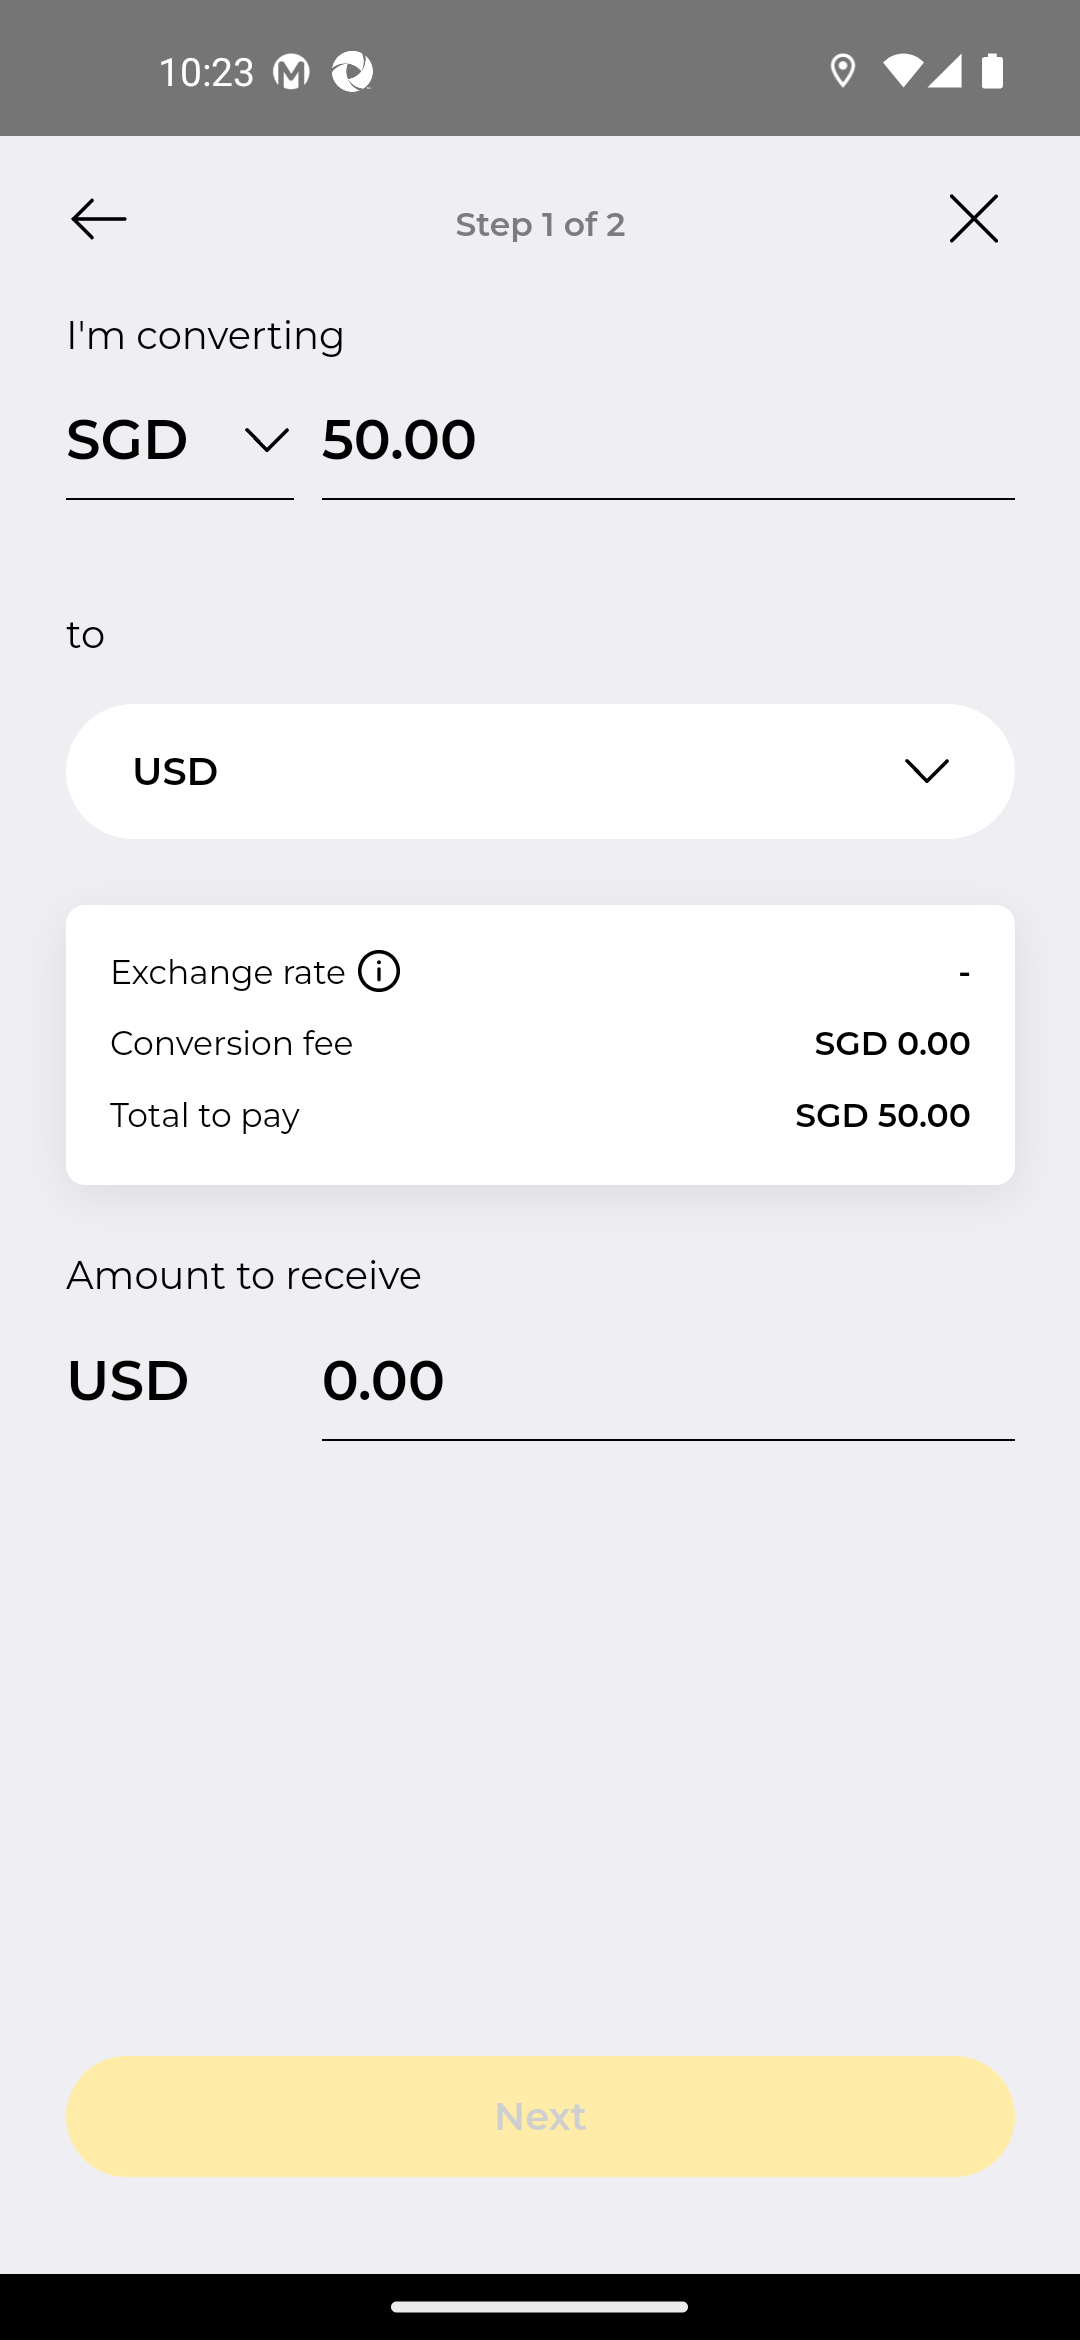 10:23
Step 1 of 2
I'm converting
SGD 50.00
to
USD
Exchange rate -
Conversion fee SGD 0.00
Total to pay SGD 50.00
Amount to receive
USD 0.00
Next